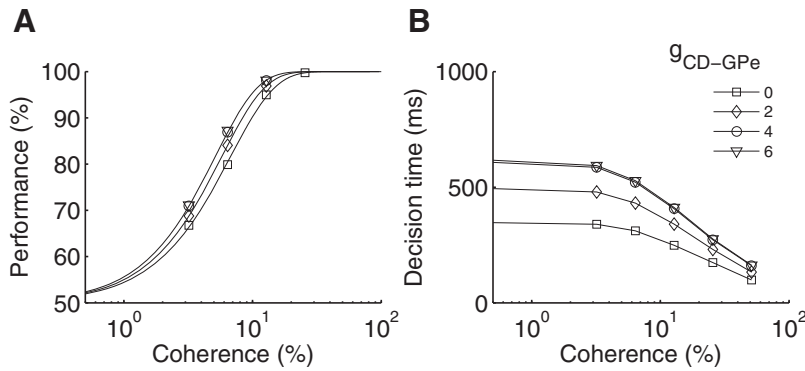 A
Performance (%)
100
90
80
70
60
50
10^0
10^1
10^2
Coherence (%)
B
Decision time (ms)
1000
500
0
10^0
10^1
10^2
Coherence (%)
g_CD-GPe
0
2
4
6